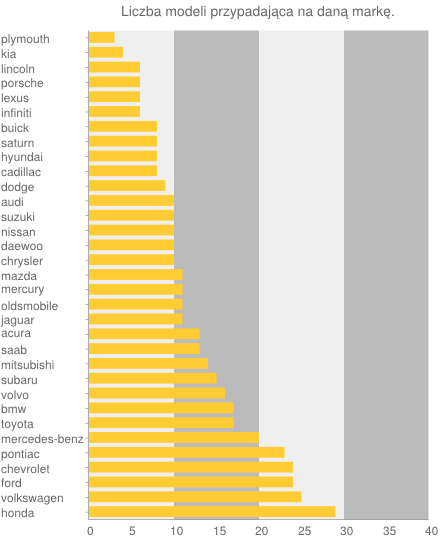 Liczba modeli przypadająca na daną markę.
plymouth
kia
lincoln
porsche
lexus
infiniti
buick
saturn
hyundai
cadillac
dodge
audi
suzuki
nissan
daewoo
chrysler
mazda
mercury
oldsmobile
jaguar
acura
saab
mitsubishi
subaru
volvo
bmw
toyota
mercedes-benz
pontiac
chevrolet
ford
volkswagen
honda
0 5 10 15 20 25 30 35 40